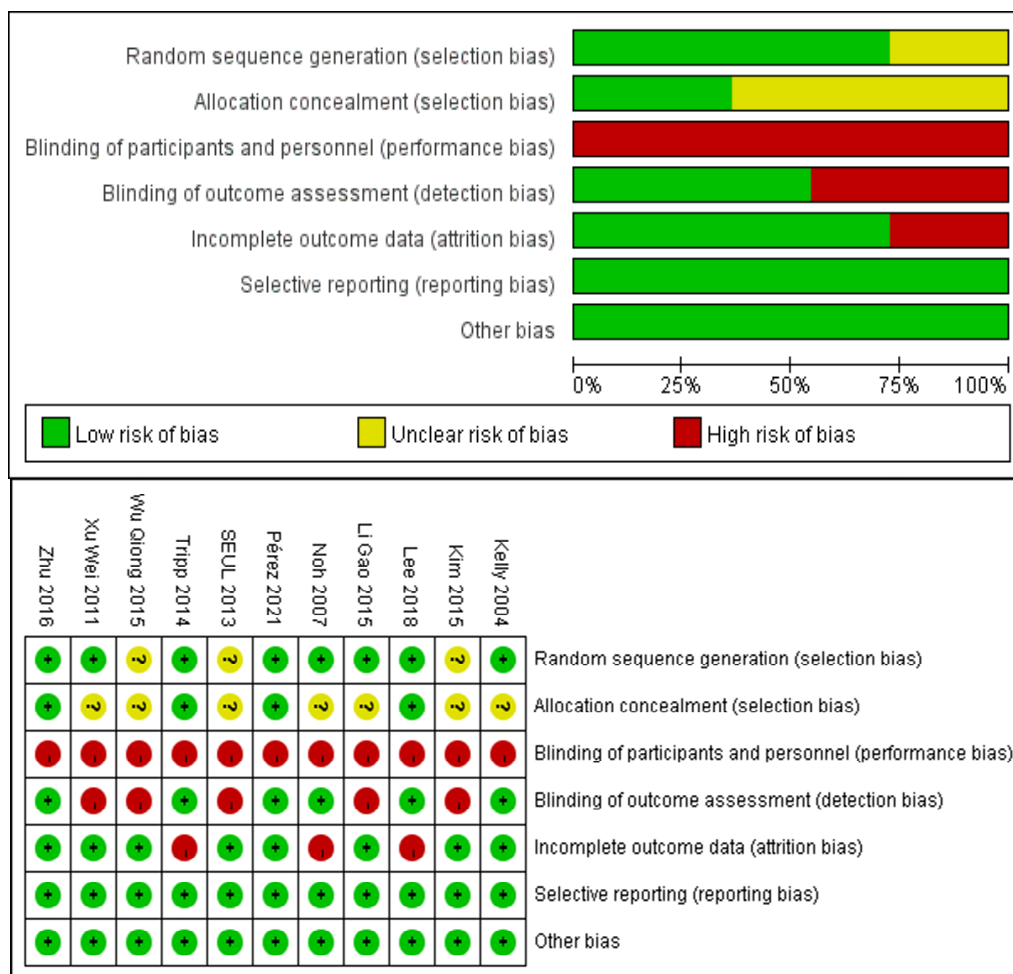 Random sequence generation (selection bias)
Allocation concealment (selection bias)
Blinding of participants and personnel (performance bias)
Blinding of outcome assessment (detection bias)
Incomplete outcome data (attrition bias)
Selective reporting (reporting bias)
Other bias
0% 25% 50% 75% 100%
Low risk of bias Unclear risk of bias High risk of bias
Zhu 2016
Xu Wei 2011
Wu Qiong 2015
Tripp 2014
SEUL 2013
Pérez 2021
Noh 2007
Li Gao 2015
Lee 2018
Kim 2015
Kelly 2004
+ + ? + ? + + + + ? + Random sequence generation (selection bias)
+ ? ? + ? + ? ? + ? ? Allocation concealment (selection bias)
- - - - - - - - - - - Blinding of participants and personnel (performance bias)
+ - - + - + + - + - + Blinding of outcome assessment (detection bias)
+ + + - + + - + - + + Incomplete outcome data (attrition bias)
+ + + + + + + + + + + Selective reporting (reporting bias)
+ + + + + + + + + + + Other bias